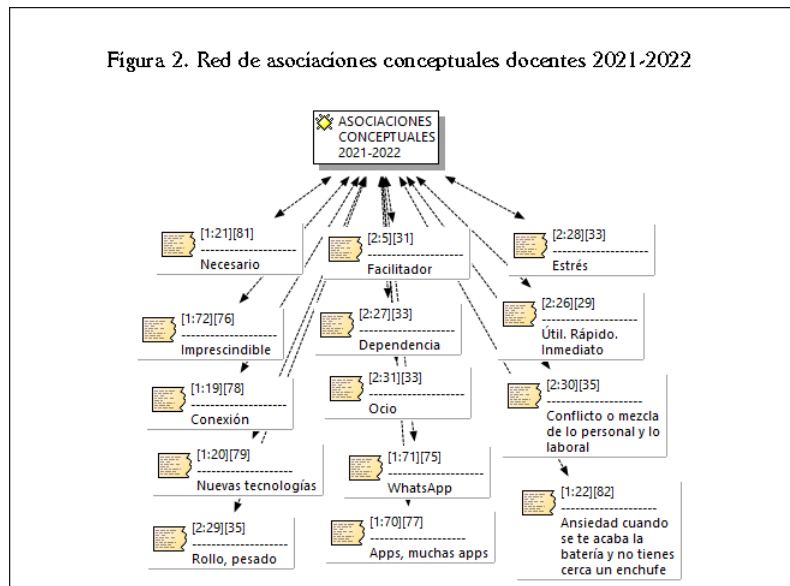 Figura 2. Red de asociaciones conceptuales docentes 2021-2022
ASOCIACIONES
CONCEPTUALES
2021-2022
[1:21][81]
--------------------
Necesario
[2:5][31]
--------------------
Facilitador
[2:28][33]
--------------------
Estrés
[1:72][76]
--------------------
Imprescindible
[2:27][33]
--------------------
Dependencia
[2:26][29]
--------------------
Útil. Rápido.
Inmediato
[1:19][78]
--------------------
Conexión
[2:31][33]
--------------------
Ocio
[2:30][35]
--------------------
Conflicto o mezcla
de lo personal y lo
laboral
[1:20][79]
--------------------
Nuevas tecnologías
[1:71][75]
--------------------
WhatsApp
[1:22][82]
--------------------
Ansiedad cuando
se te acaba la
batería y no tienes
cerca un enchufe
[2:29][35]
--------------------
Rollo, pesado
[1:70][77]
--------------------
Apps, muchas apps